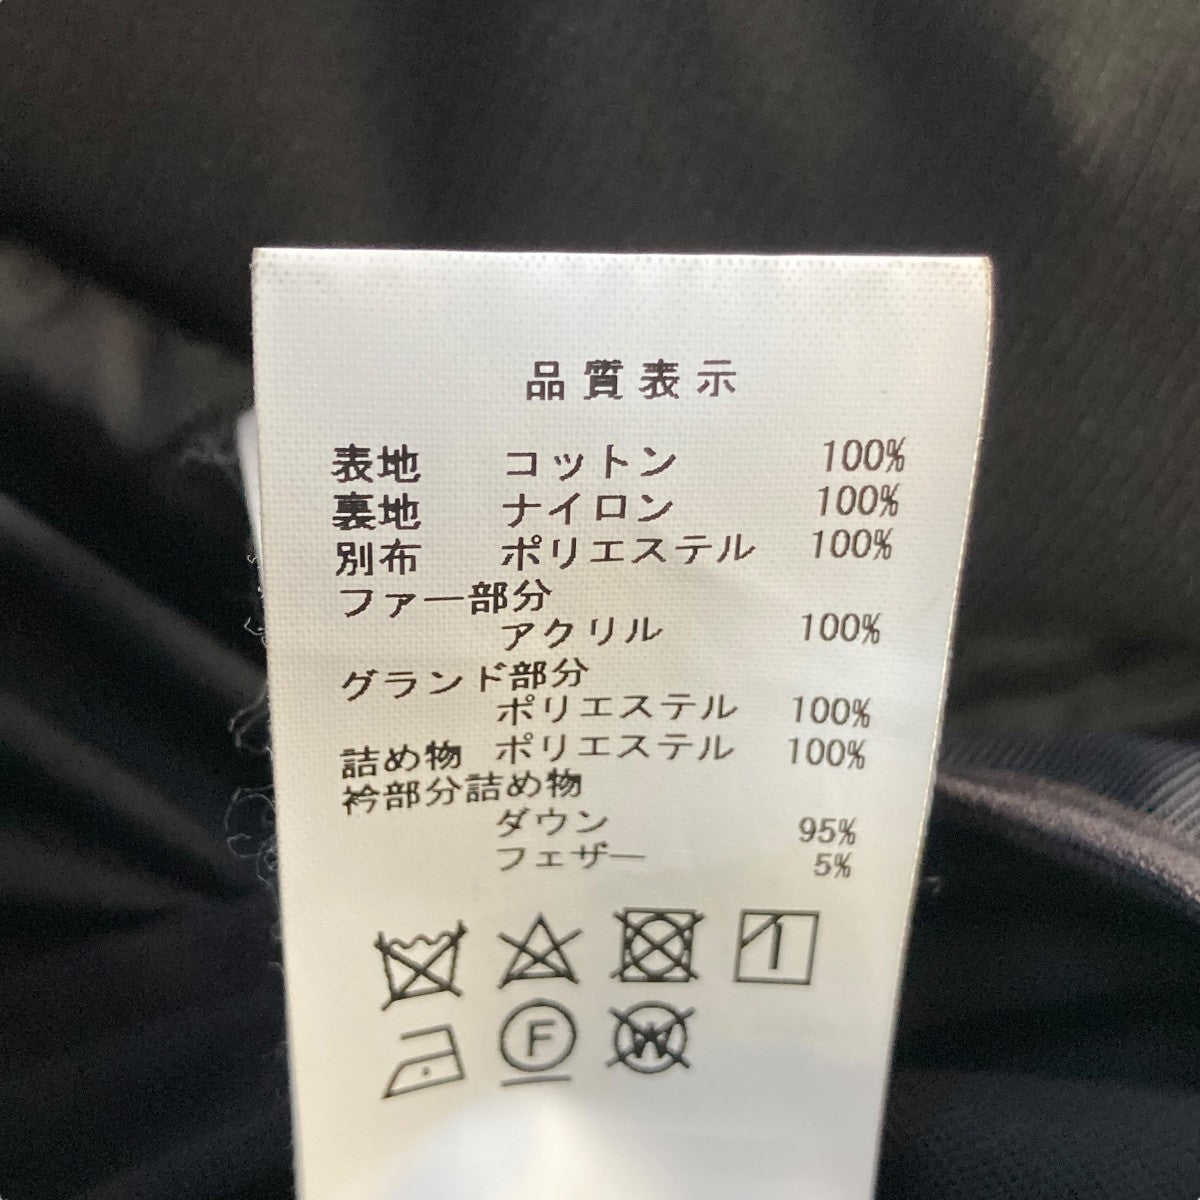 品質表示
表地 コットン 100%
裏地 ナイロン 100%
別布 ポリエステル 100%
ファー部分
アクリル 100%
グランド部分
ポリエステル 100%
詰め物 ポリエステル 100%
衿部分詰め物
ダウン 95%
フェザー 5%
F
W